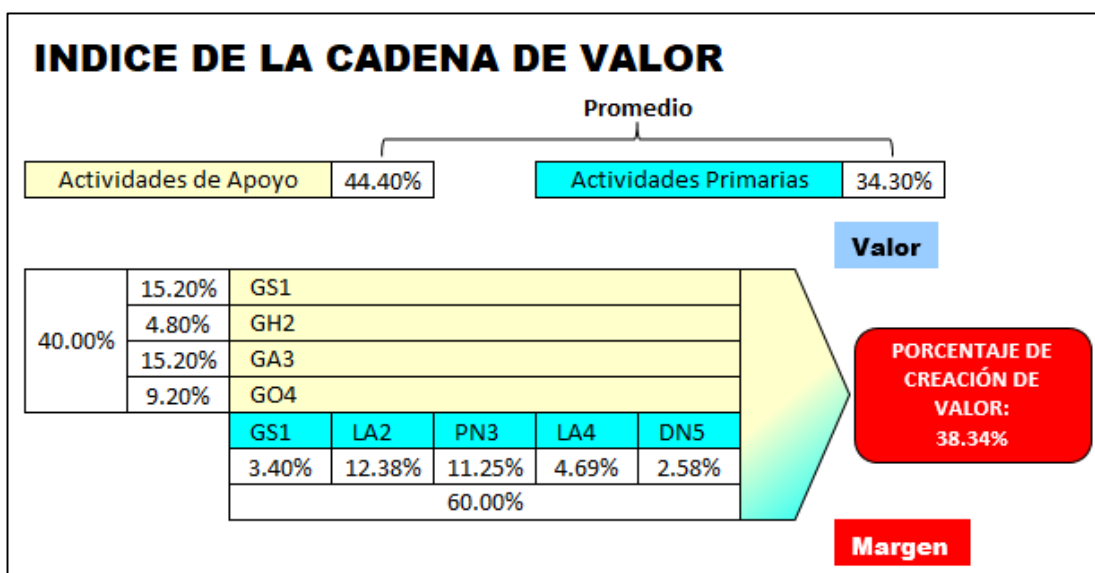 INDICE DE LA CADENA DE VALOR
Promedio
Actividades de Apoyo 44.40% Actividades Primarias 34.30%
Valor
40.00%
15.20% GS1
4.80% GH2
15.20% GA3
9.20% GO4
GS1 LA2 PN3 LA4 DN5
3.40% 12.38% 11.25% 4.69% 2.58%
60.00%
PORCENTAJE DE
CREACIÓN DE
VALOR:
38.34%
Margen